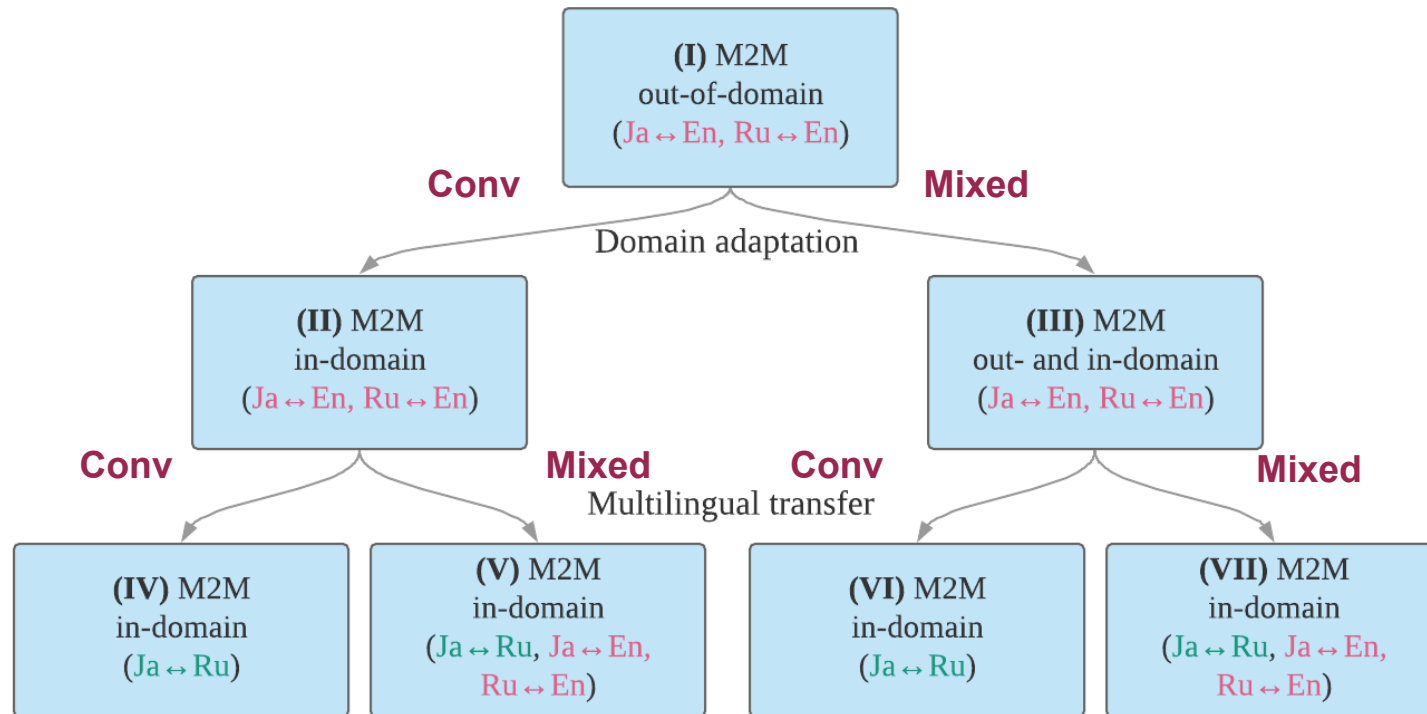 (I) M2M
out-of-domain
(Ja↔En, Ru↔En)
Conv
Mixed
Domain adaptation
(II) M2M
in-domain
(Ja↔En, Ru↔En)
(III) M2M
out- and in-domain
(Ja↔En, Ru↔En)
Conv
Mixed
Conv
Mixed
Multilingual transfer
(IV) M2M
in-domain
(Ja↔Ru)
(V) M2M
in-domain
(Ja↔Ru, Ja↔En,
Ru↔En)
(VI) M2M
in-domain
(Ja↔Ru)
(VII) M2M
in-domain
(Ja↔Ru, Ja↔En,
Ru↔En)